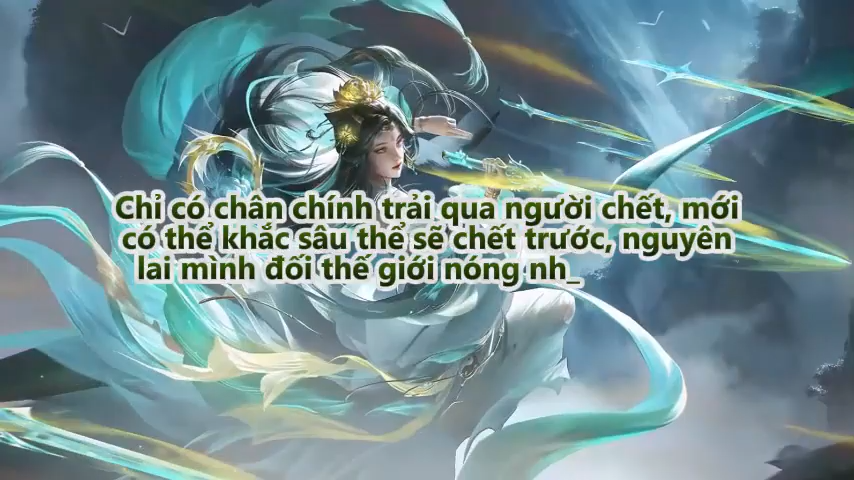 Chỉ có chân chính trải qua người chết, mới
có thể khắc sâu thể sẽ chết trước, nguyên
lai mình đối thế giới nóng nh_